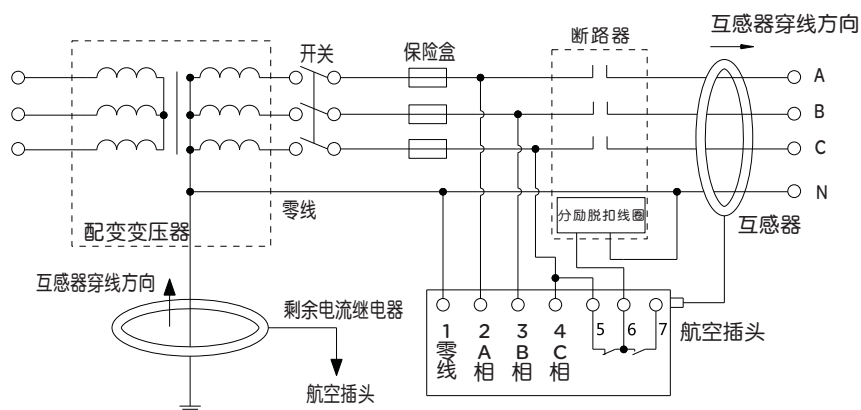 互感器穿线方向
断路器
开关
保险盒
A
B
C
N
零线
分励脱扣线圈
配变变压器
互感器
互感器穿线方向
剩余电流继电器
航空插头
航空插头
1 2 3 4 5 6 7
零线
A相
B相
C相